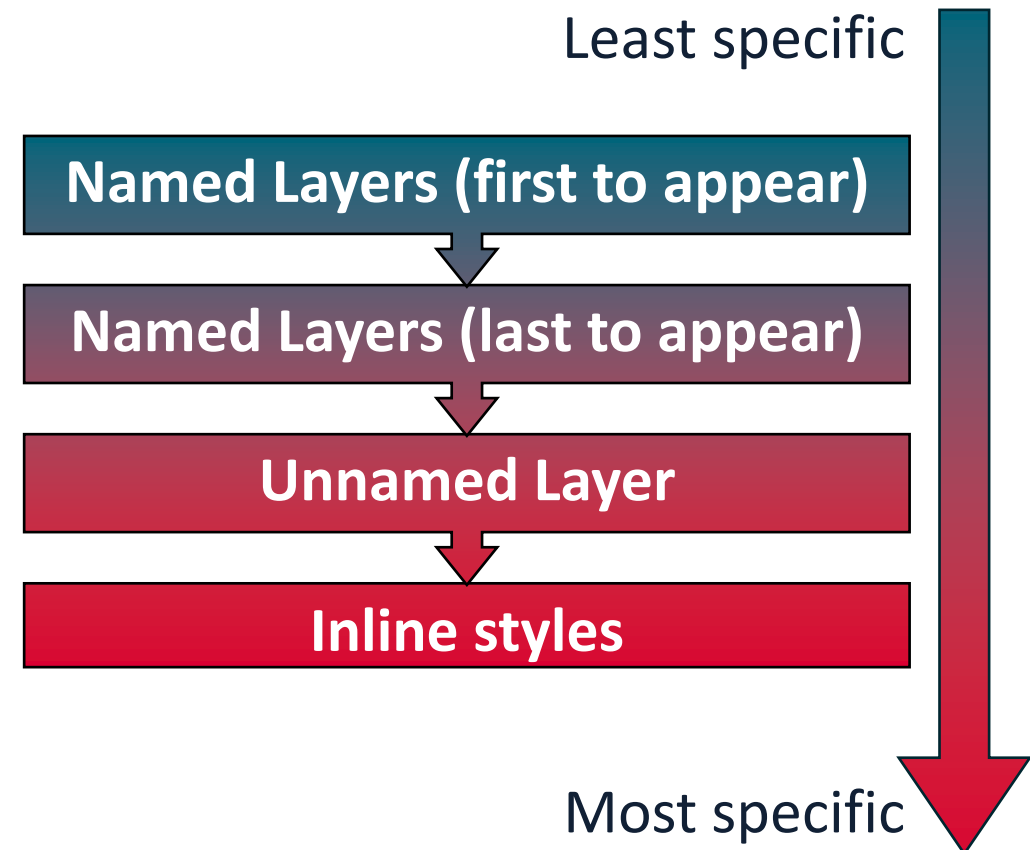 Least specific
Named Layers (first to appear)
Named Layers (last to appear)
Unnamed Layer
Inline styles
Most specific